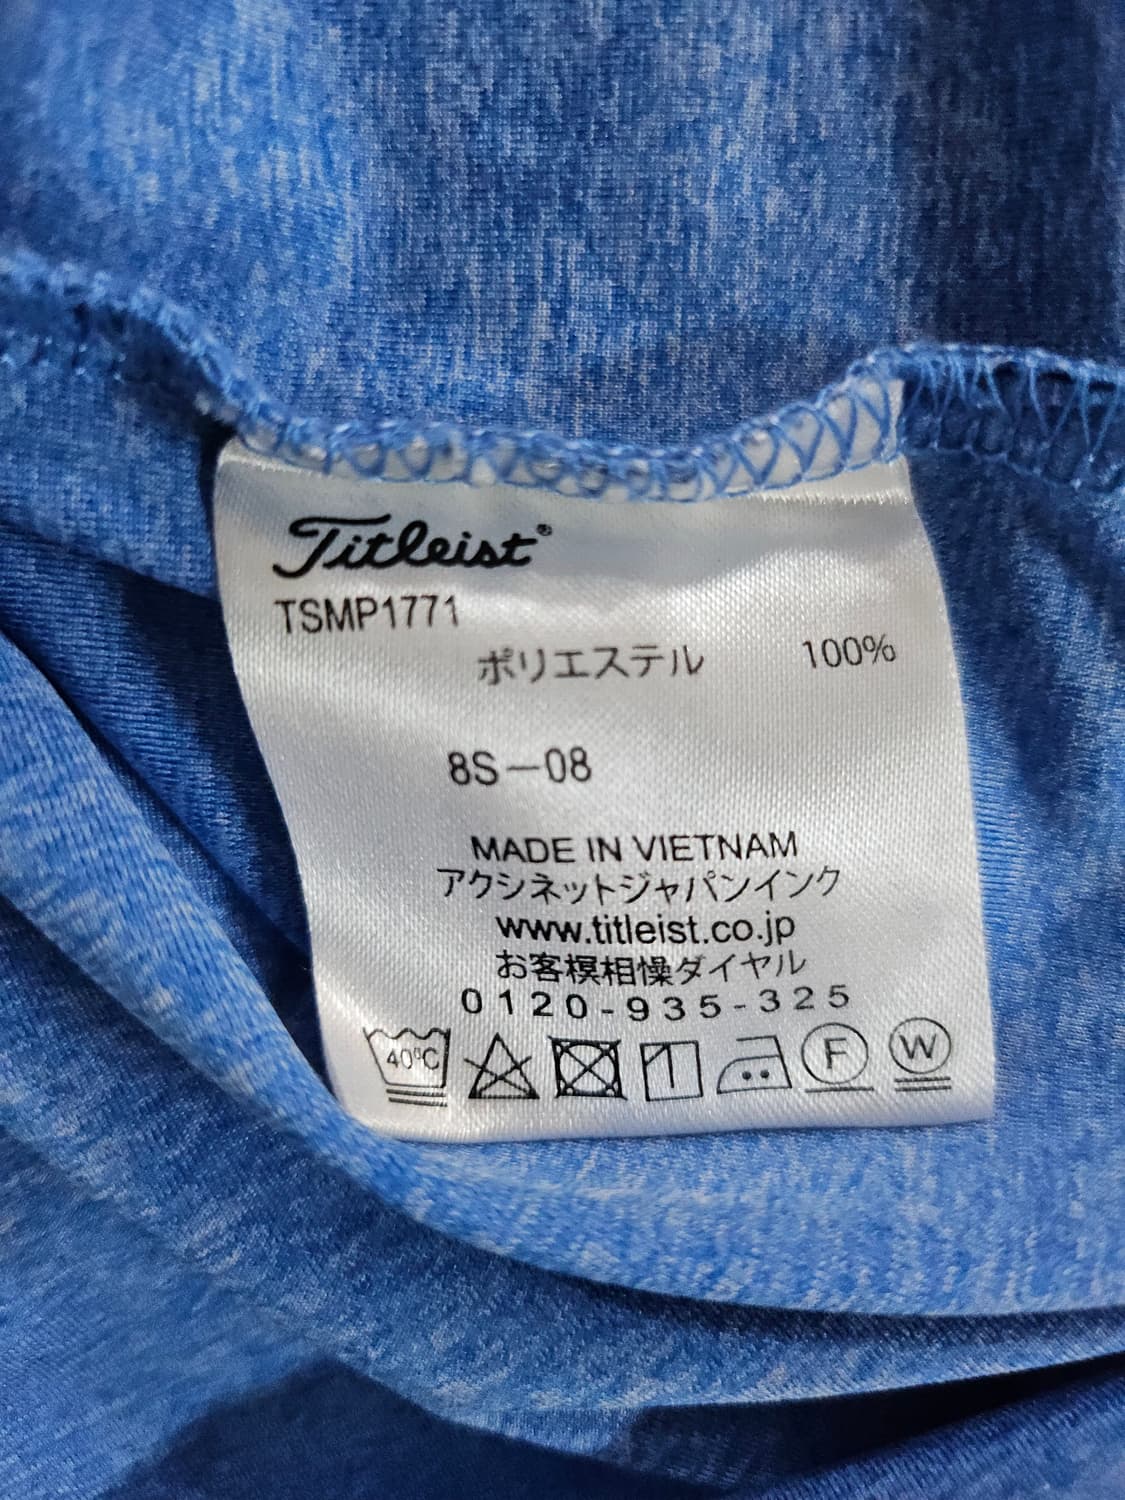 Titleist®
TSMP1771
ポリエステル 100%
8S－08
MADE IN VIETNAM
アクシネットジャパンインク
www.titleist.co.jp
お客模相懆ダイヤル
0120-935-325
40℃ F W